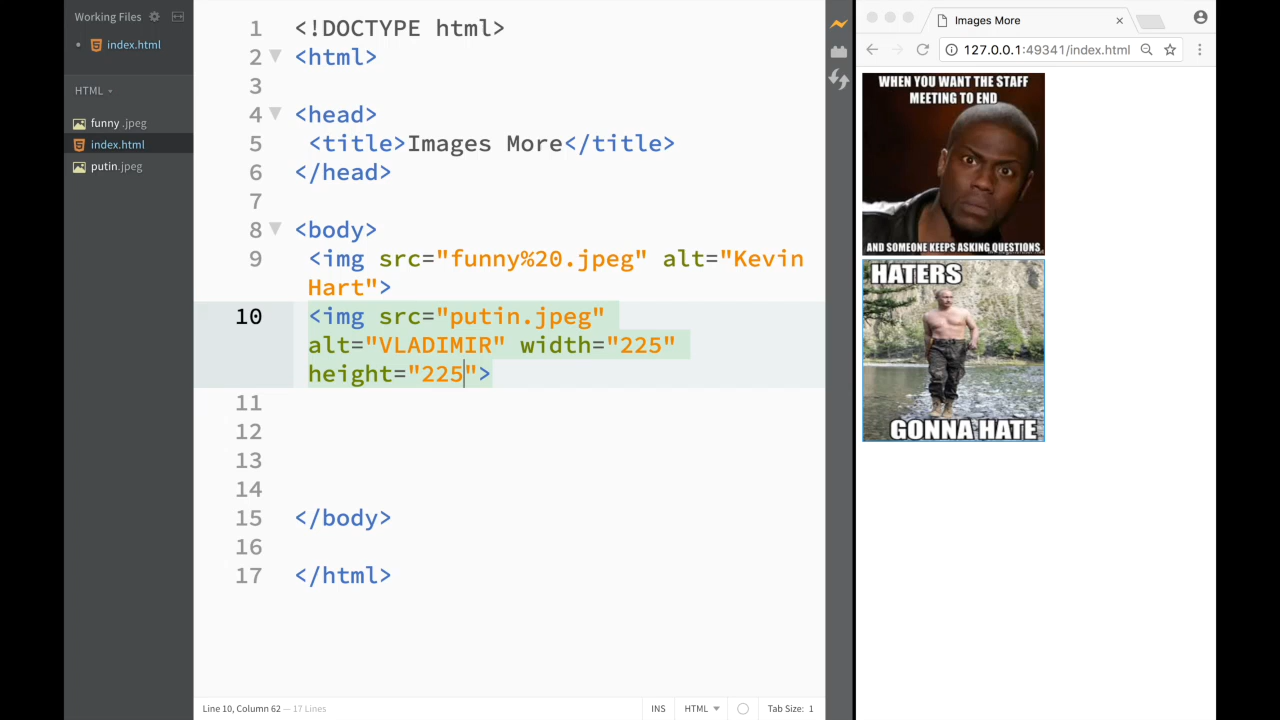 Working Files
index.html
HTML
funny .jpeg
index.html
putin.jpeg
1 <!DOCTYPE html>
2 <html>
3
4 <head>
5 <title>Images More</title>
6 </head>
7
8 <body>
9 <img src="funny%20.jpeg" alt="Kevin
Hart">
10 <img src="putin.jpeg"
alt="VLADIMIR" width="225"
height="225">
11
12
13
14
15 </body>
16
17 </html>
Line 10, Column 62 — 17 Lines
INS HTML Tab Size: 1
Images More
127.0.0.1:49341/index.html
WHEN YOU WANT THE STAFF
MEETING TO END
AND SOMEONE KEEPS ASKING QUESTIONS
HATERS
GONNA HATE